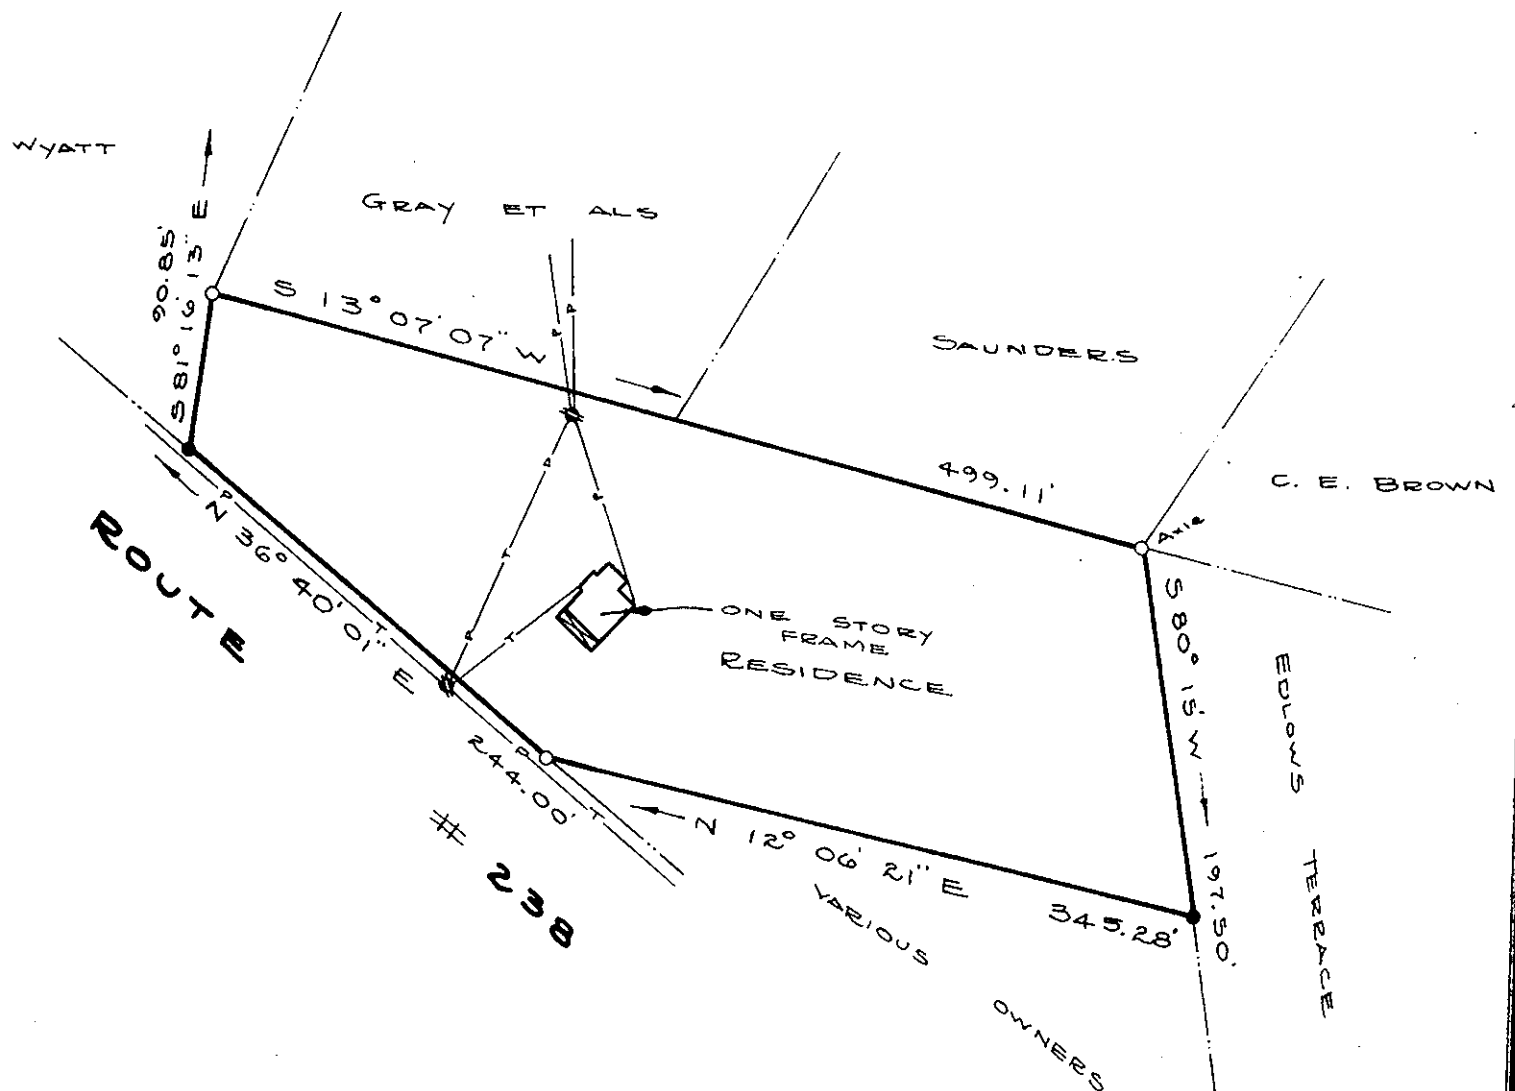 WYATT
GRAY ET ALS
90.85'
S 81° 16' 13" E
S 13° 07' 07" W
SAUNDERS
499.11'
C. E. BROWN
Axle
N 36° 40' 01" E
ROUTE
ONE STORY
FRAME
RESIDENCE
S 80° 15' W
197.50'
EDLOWS TERRACE
244.00'
# 238
N 12° 06' 21" E
345.28'
VARIOUS
OWNERS